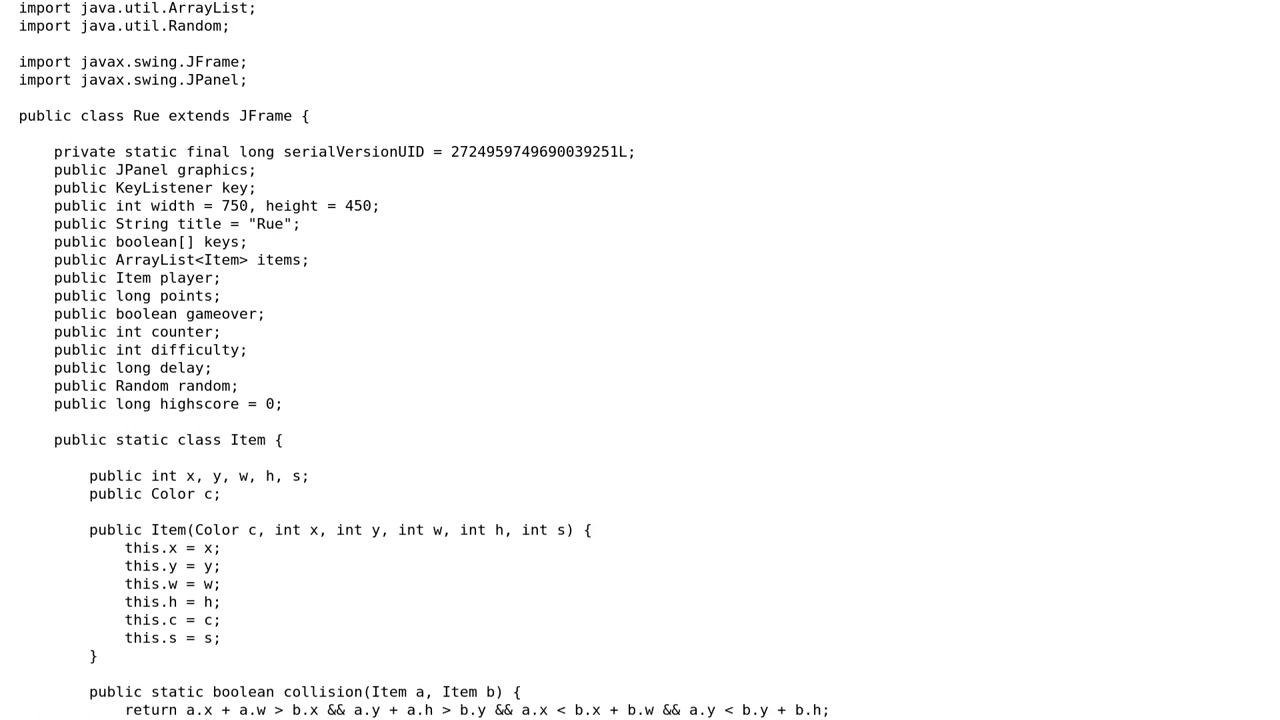 import java.util.ArrayList;
import java.util.Random;

import javax.swing.JFrame;
import javax.swing.JPanel;

public class Rue extends JFrame {

    private static final long serialVersionUID = 2724959749690039251L;
    public JPanel graphics;
    public KeyListener key;
    public int width = 750, height = 450;
    public String title = "Rue";
    public boolean[] keys;
    public ArrayList<Item> items;
    public Item player;
    public long points;
    public boolean gameover;
    public int counter;
    public int difficulty;
    public long delay;
    public Random random;
    public long highscore = 0;

    public static class Item {

        public int x, y, w, h, s;
        public Color c;

        public Item(Color c, int x, int y, int w, int h, int s) {
            this.x = x;
            this.y = y;
            this.w = w;
            this.h = h;
            this.c = c;
            this.s = s;
        }

        public static boolean collision(Item a, Item b) {
            return a.x + a.w > b.x && a.y + a.h > b.y && a.x < b.x + b.w && a.y < b.y + b.h;